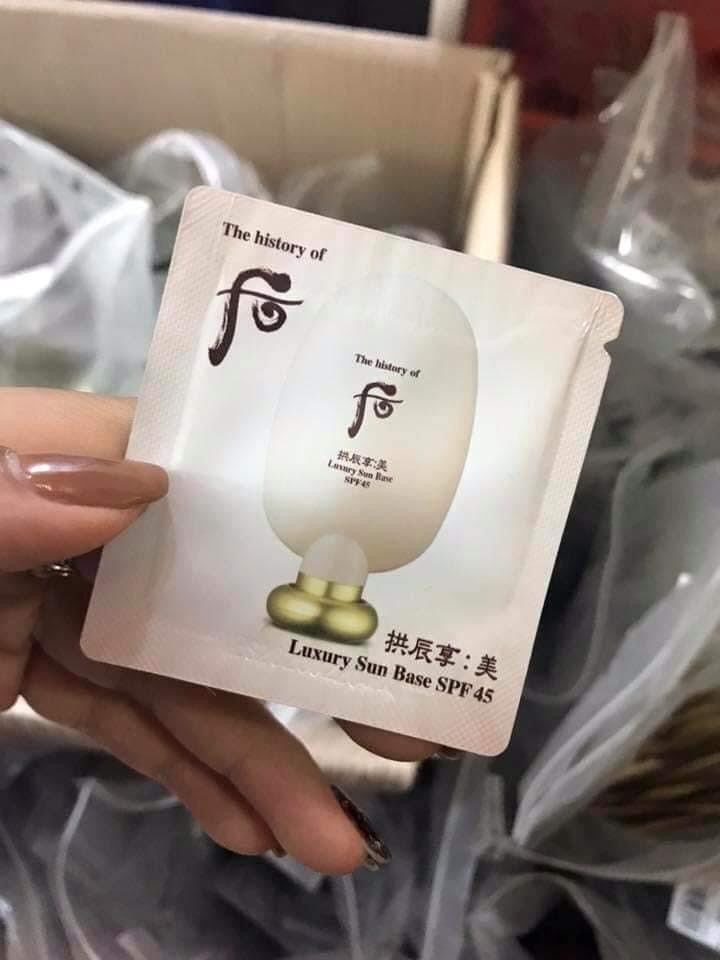 The history of
后
The history of
后
拱辰享:美
Luxury Sun Base
SPF45
拱辰享:美
Luxury Sun Base SPF45